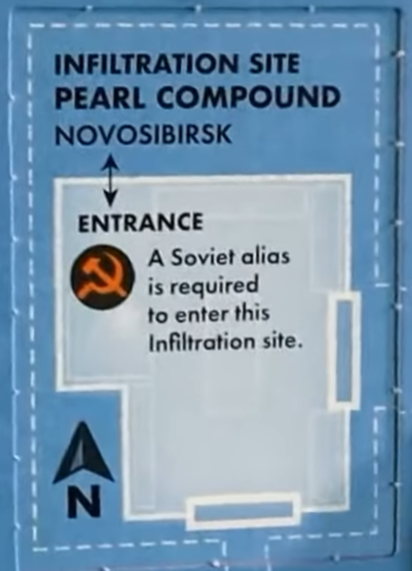 INFILTRATION SITE
PEARL COMPOUND
NOVOSIBIRSK
ENTRANCE
A Soviet alias
is required
to enter this
Infiltration site.
N